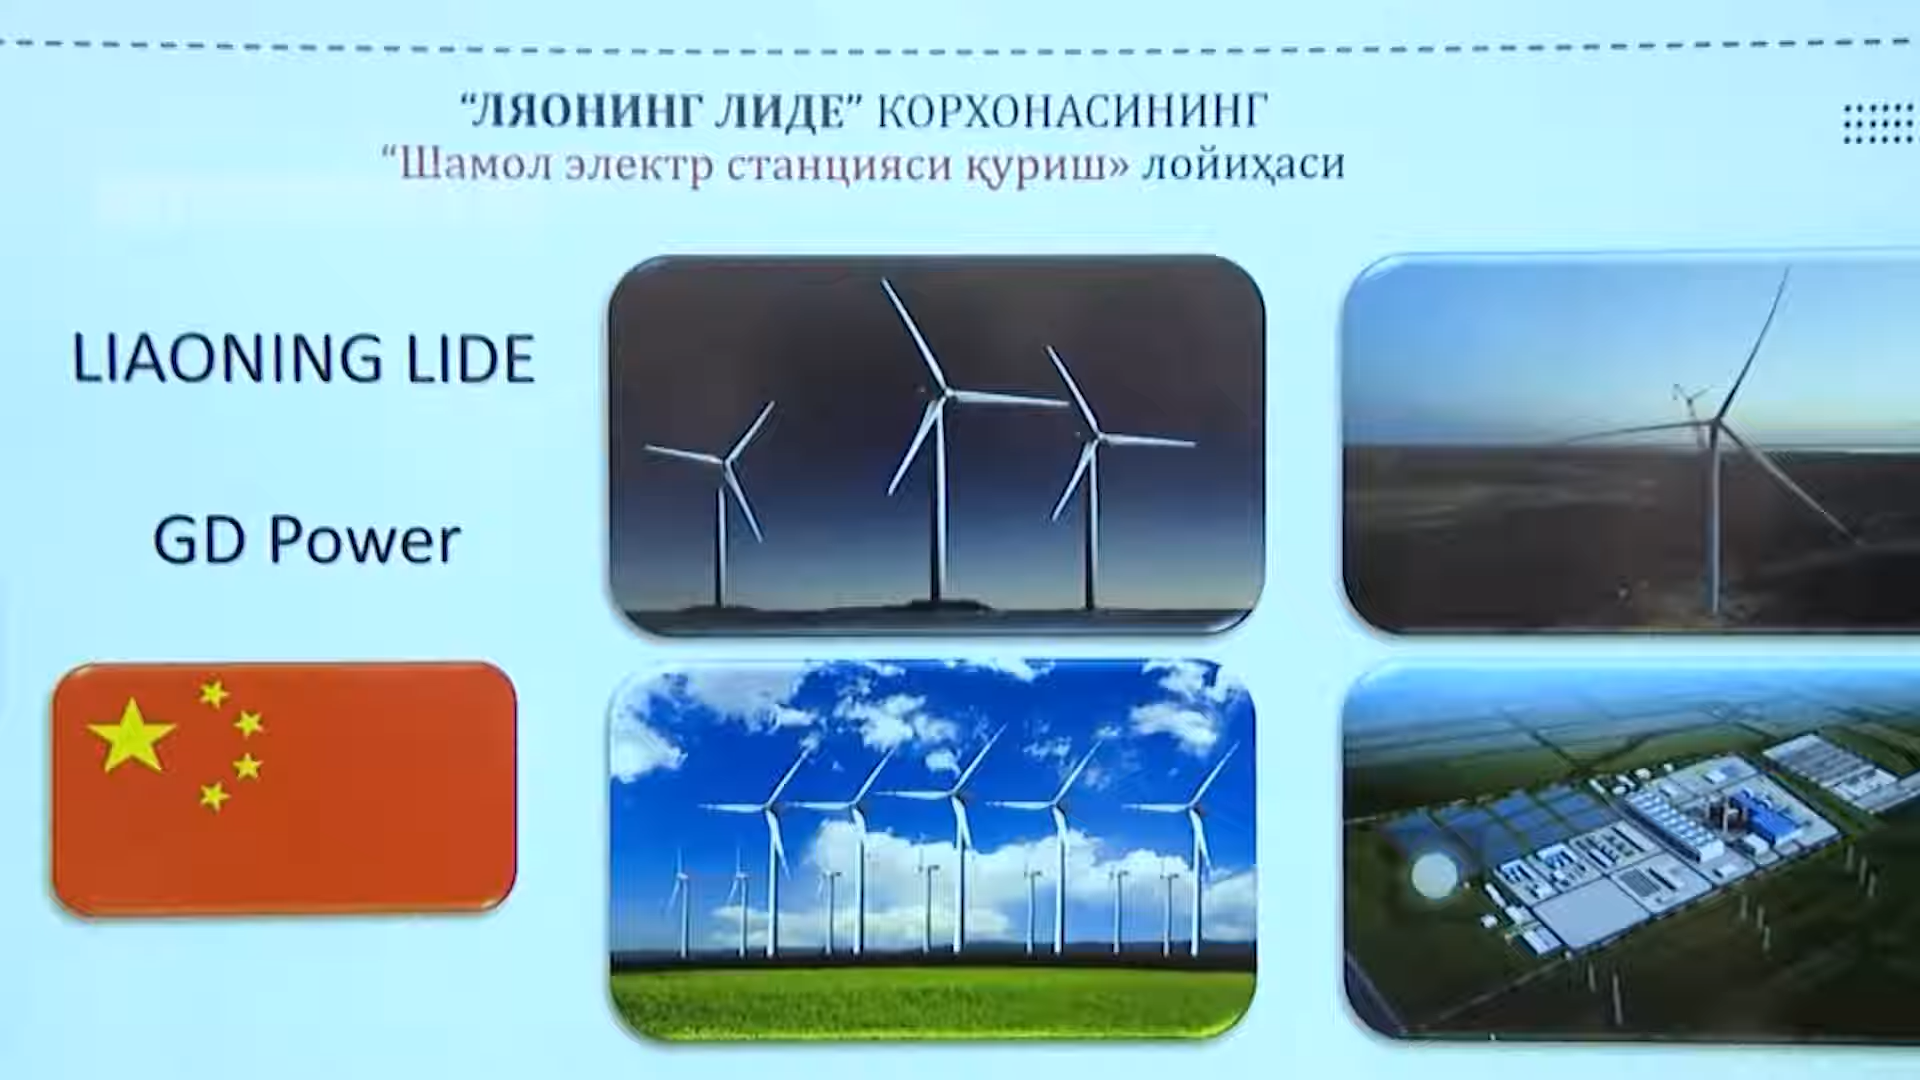 “ЛЯОНИНГ ЛИДЕ” КОРХОНАСИНИНГ
“Шамол электр станцияси қуриш» лойиҳаси
LIAONING LIDE
GD Power